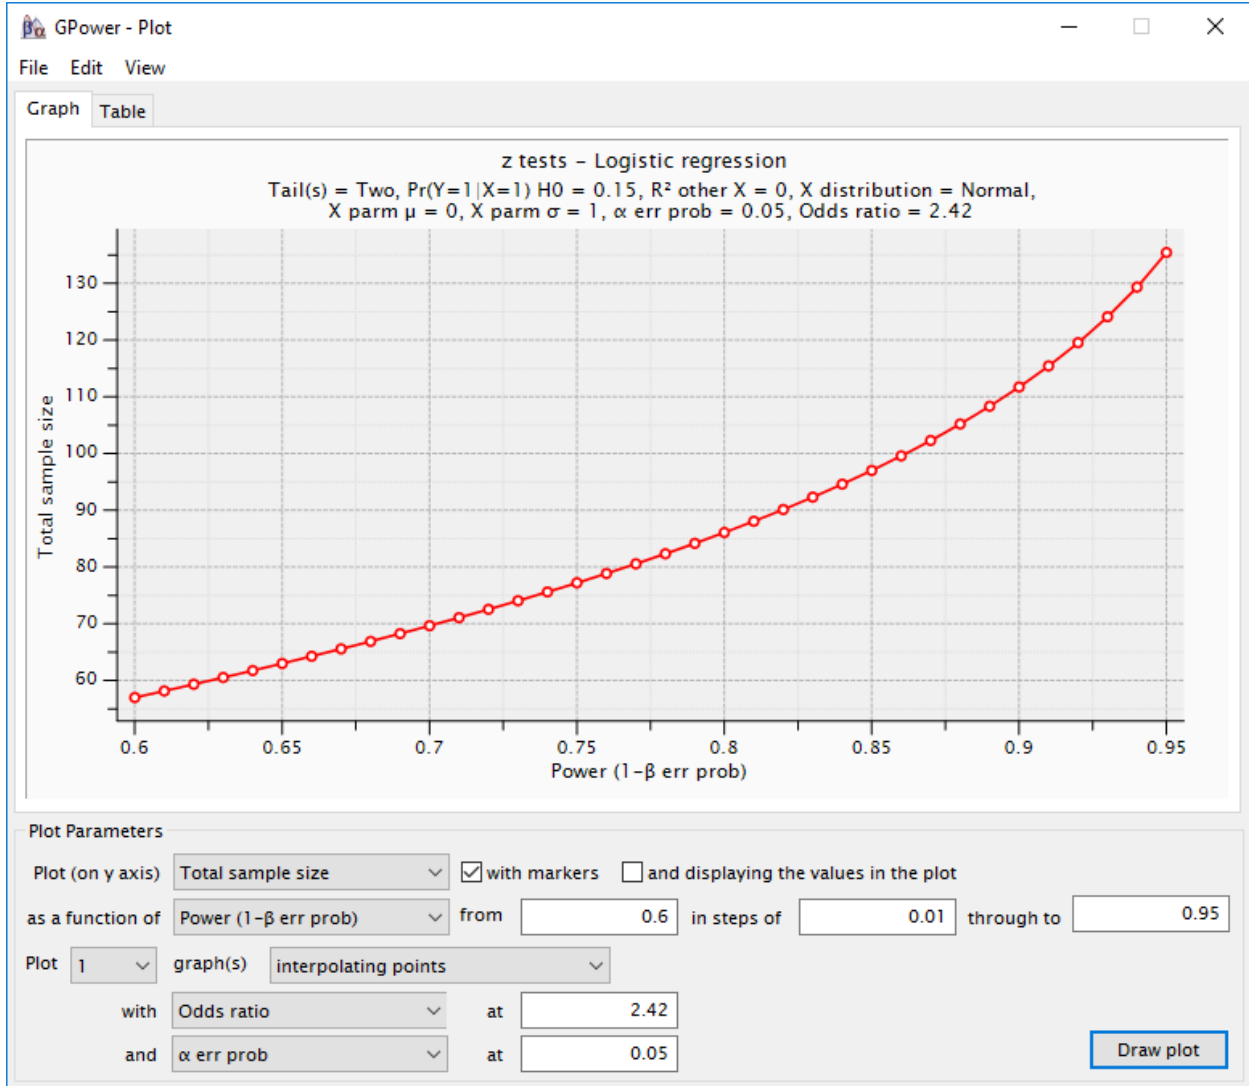 GPower - Plot
File Edit View
Graph Table
z tests – Logistic regression
Tail(s) = Two, Pr(Y=1|X=1) H0 = 0.15, R² other X = 0, X distribution = Normal,
X parm μ = 0, X parm σ = 1, α err prob = 0.05, Odds ratio = 2.42
130
120
110
100
90
80
70
60
Total sample size
0.6 0.65 0.7 0.75 0.8 0.85 0.9 0.95
Power (1-β err prob)
Plot Parameters
Plot (on y axis) Total sample size with markers and displaying the values in the plot
as a function of Power (1-β err prob) from 0.6 in steps of 0.01 through to 0.95
Plot 1 graph(s) interpolating points
with Odds ratio at 2.42
and α err prob at 0.05
Draw plot